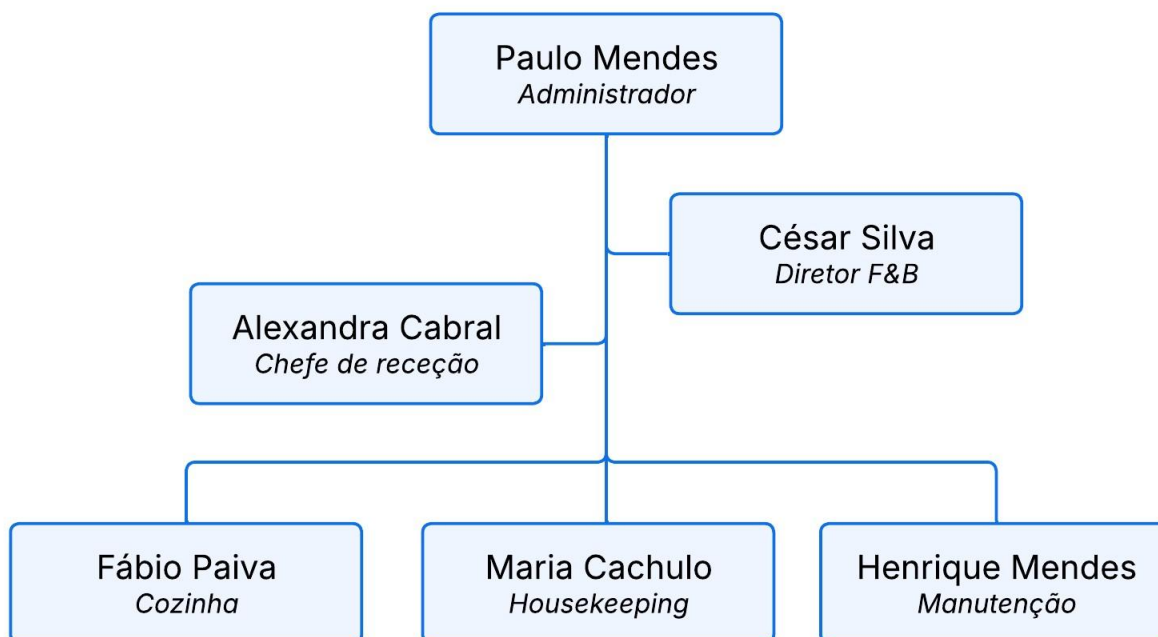 Paulo Mendes
Administrador
César Silva
Diretor F&B
Alexandra Cabral
Chefe de receção
Fábio Paiva
Cozinha
Maria Cachulo
Housekeeping
Henrique Mendes
Manutenção